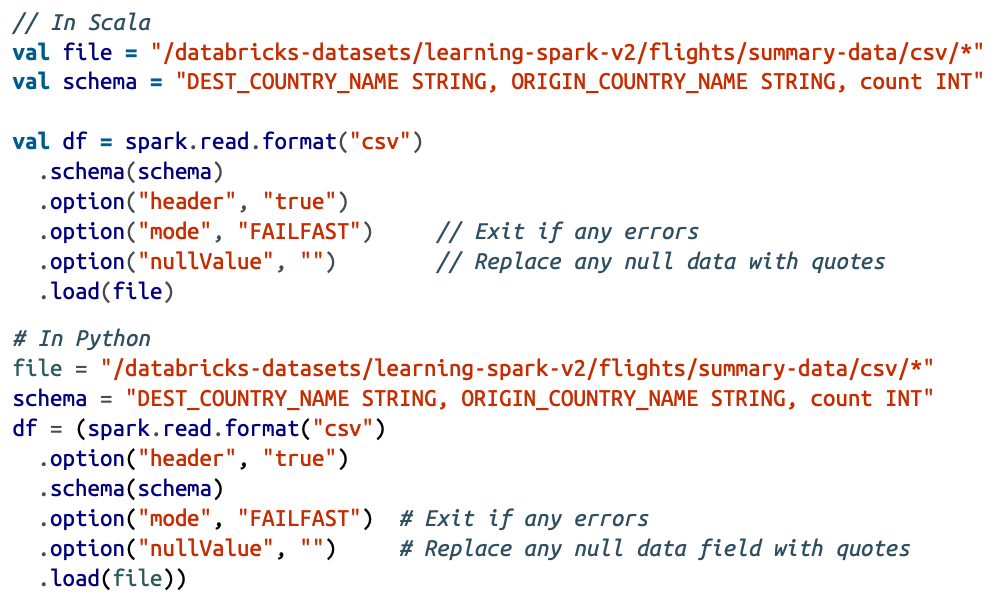 // In Scala
val file = "/databricks-datasets/learning-spark-v2/flights/summary-data/csv/*"
val schema = "DEST_COUNTRY_NAME STRING, ORIGIN_COUNTRY_NAME STRING, count INT"

val df = spark.read.format("csv")
  .schema(schema)
  .option("header", "true")
  .option("mode", "FAILFAST")     // Exit if any errors
  .option("nullValue", "")        // Replace any null data with quotes
  .load(file)
# In Python
file = "/databricks-datasets/learning-spark-v2/flights/summary-data/csv/*"
schema = "DEST_COUNTRY_NAME STRING, ORIGIN_COUNTRY_NAME STRING, count INT"
df = (spark.read.format("csv")
  .option("header", "true")
  .schema(schema)
  .option("mode", "FAILFAST")  # Exit if any errors
  .option("nullValue", "")     # Replace any null data field with quotes
  .load(file))